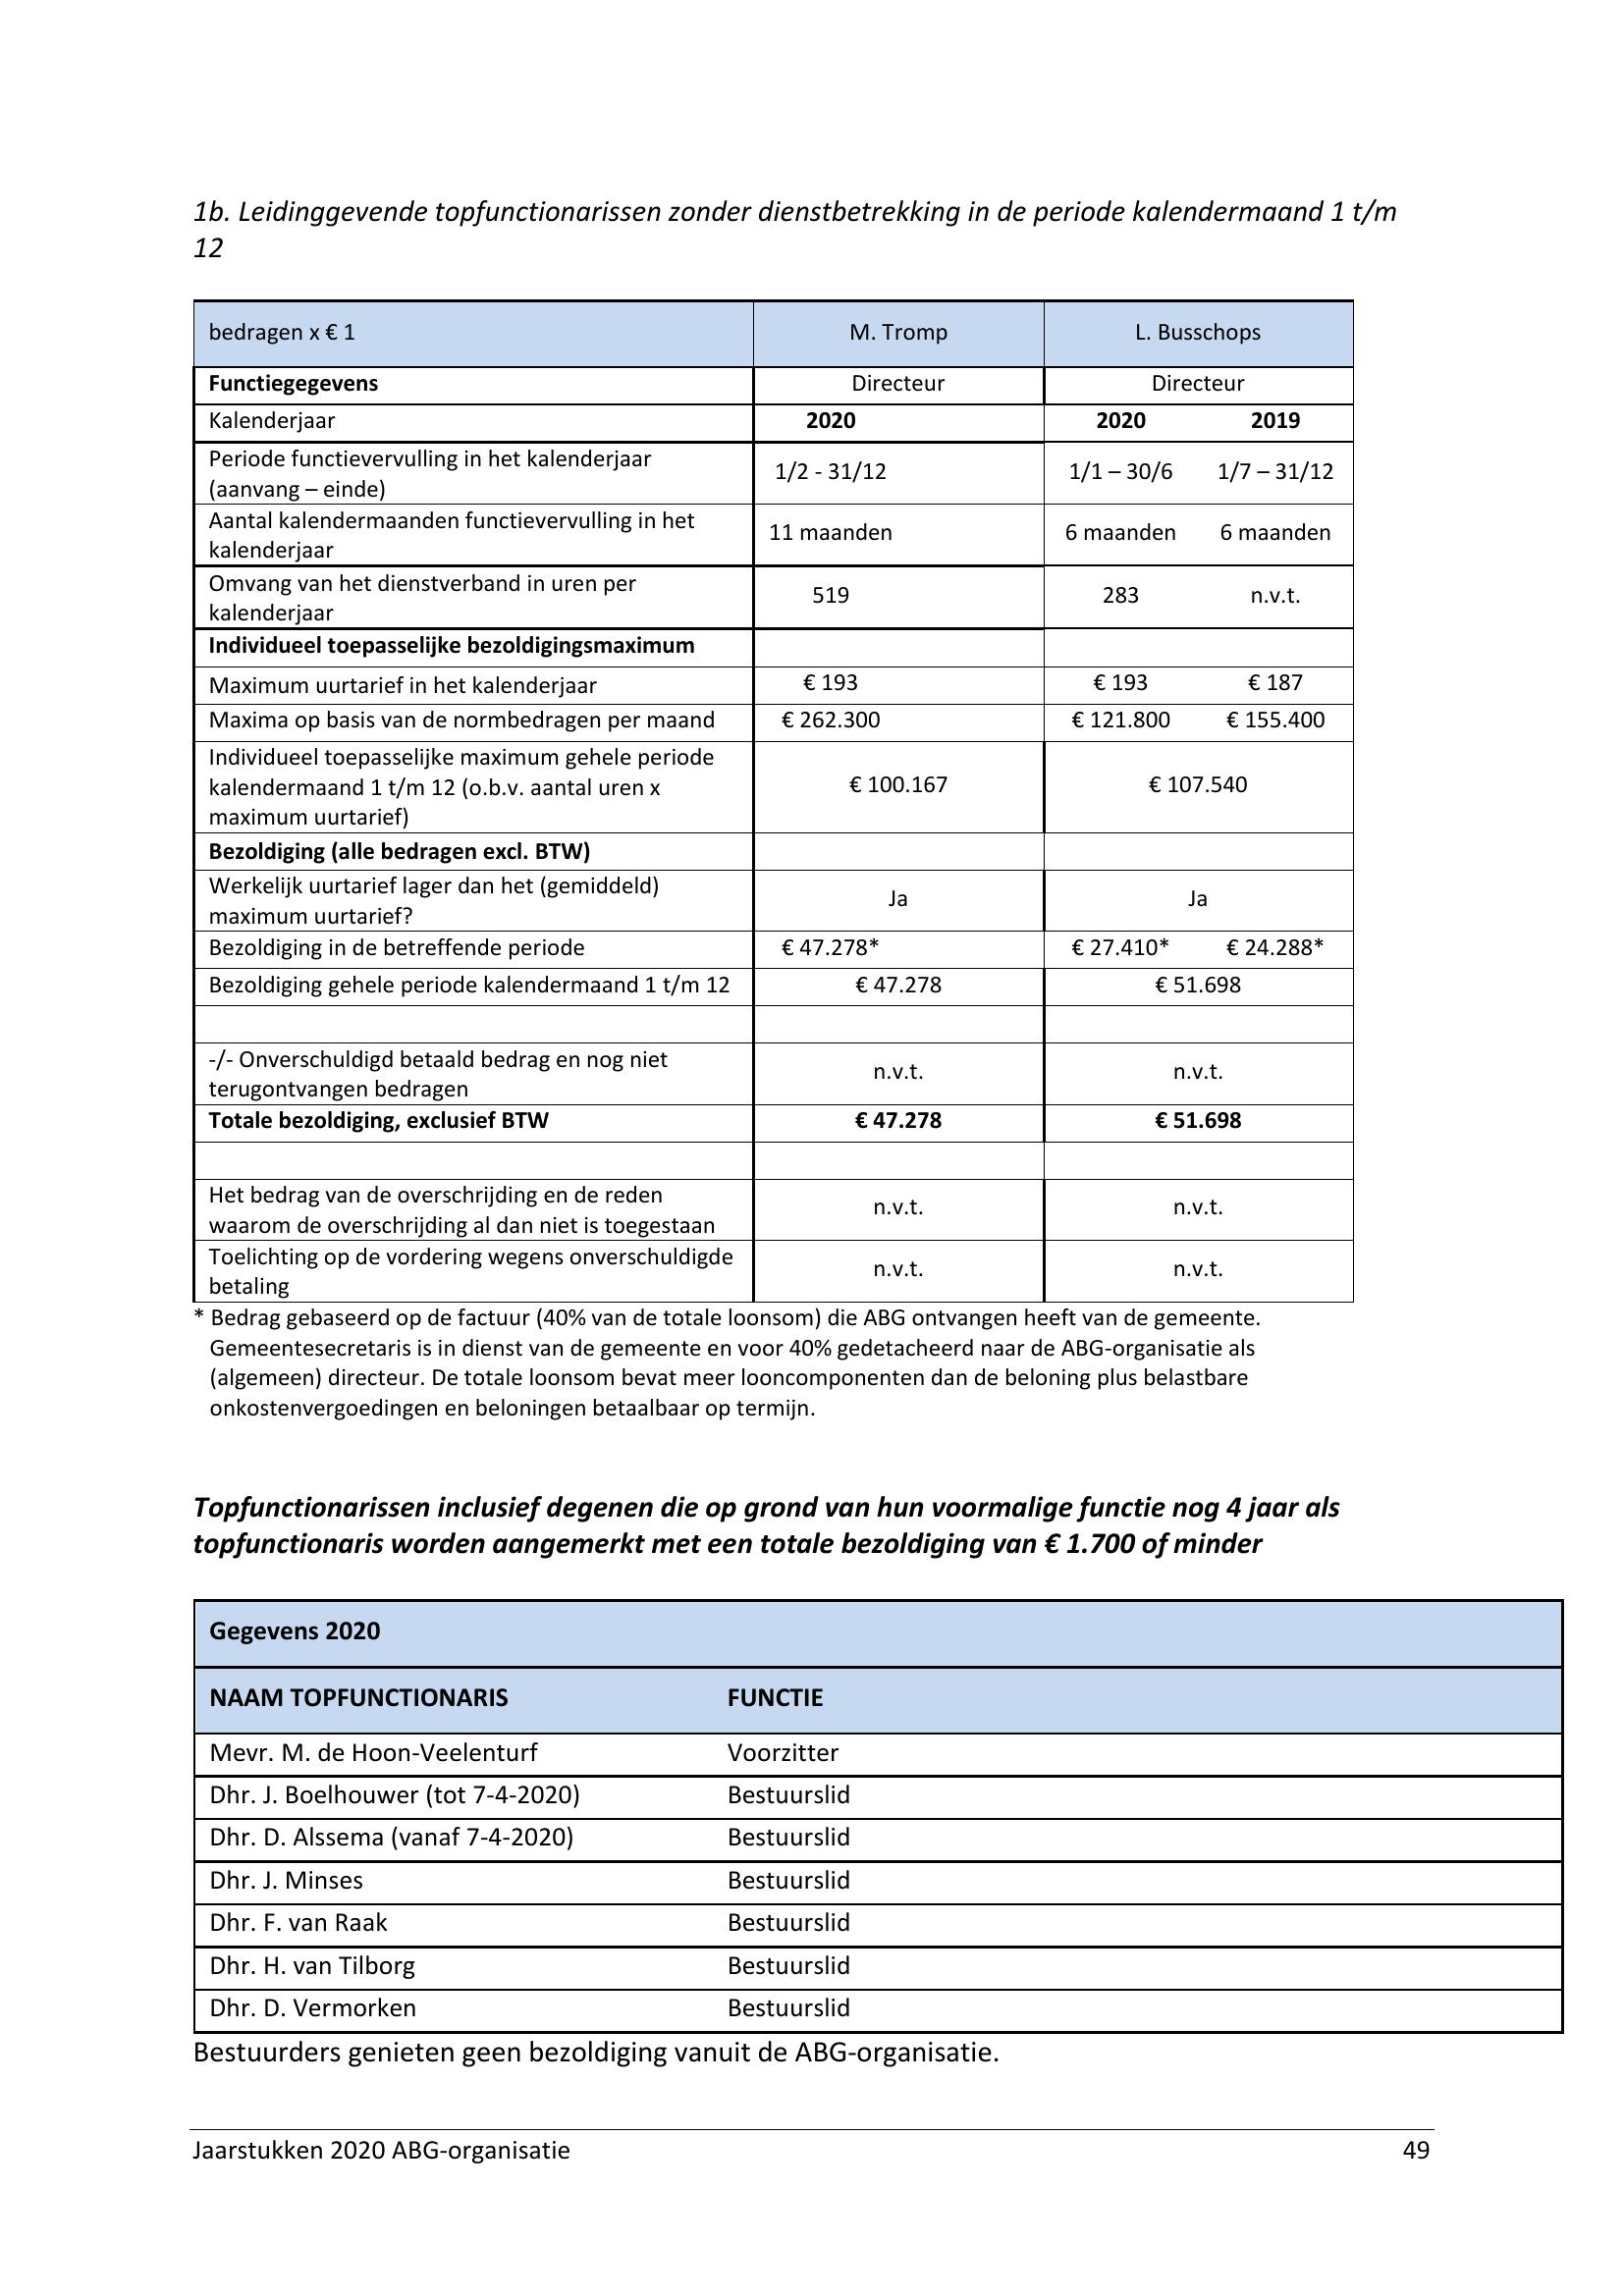 1b. Leidinggevende topfunctionarissen zonder dienstbetrekking in de periode kalendermaand 1 t/m
12
bedragen x € 1 M. Tromp L. Busschops
Functiegegevens Directeur Directeur
Kalenderjaar 2020 2020 2019
Periode functievervulling in het kalenderjaar
(aanvang – einde) 1/2 - 31/12 1/1 – 30/6 1/7 – 31/12
Aantal kalendermaanden functievervulling in het
kalenderjaar 11 maanden 6 maanden 6 maanden
Omvang van het dienstverband in uren per
kalenderjaar 519 283 n.v.t.
Individueel toepasselijke bezoldigingsmaximum
Maximum uurtarief in het kalenderjaar € 193 € 193 € 187
Maxima op basis van de normbedragen per maand € 262.300 € 121.800 € 155.400
Individueel toepasselijke maximum gehele periode
kalendermaand 1 t/m 12 (o.b.v. aantal uren x € 100.167 € 107.540
maximum uurtarief)
Bezoldiging (alle bedragen excl. BTW)
Werkelijk uurtarief lager dan het (gemiddeld)
maximum uurtarief? Ja Ja
Bezoldiging in de betreffende periode € 47.278* € 27.410* € 24.288*
Bezoldiging gehele periode kalendermaand 1 t/m 12 € 47.278 € 51.698
-/- Onverschuldigd betaald bedrag en nog niet
terugontvangen bedragen n.v.t. n.v.t.
Totale bezoldiging, exclusief BTW € 47.278 € 51.698
Het bedrag van de overschrijding en de reden
waarom de overschrijding al dan niet is toegestaan n.v.t. n.v.t.
Toelichting op de vordering wegens onverschuldigde
betaling n.v.t. n.v.t.
* Bedrag gebaseerd op de factuur (40% van de totale loonsom) die ABG ontvangen heeft van de gemeente.
Gemeentesecretaris is in dienst van de gemeente en voor 40% gedetacheerd naar de ABG-organisatie als
(algemeen) directeur. De totale loonsom bevat meer looncomponenten dan de beloning plus belastbare
onkostenvergoedingen en beloningen betaalbaar op termijn.
Topfunctionarissen inclusief degenen die op grond van hun voormalige functie nog 4 jaar als
topfunctionaris worden aangemerkt met een totale bezoldiging van € 1.700 of minder
Gegevens 2020
NAAM TOPFUNCTIONARIS FUNCTIE
Mevr. M. de Hoon-Veelenturf Voorzitter
Dhr. J. Boelhouwer (tot 7-4-2020) Bestuurslid
Dhr. D. Alssema (vanaf 7-4-2020) Bestuurslid
Dhr. J. Minses Bestuurslid
Dhr. F. van Raak Bestuurslid
Dhr. H. van Tilborg Bestuurslid
Dhr. D. Vermorken Bestuurslid
Bestuurders genieten geen bezoldiging vanuit de ABG-organisatie.
Jaarstukken 2020 ABG-organisatie 49